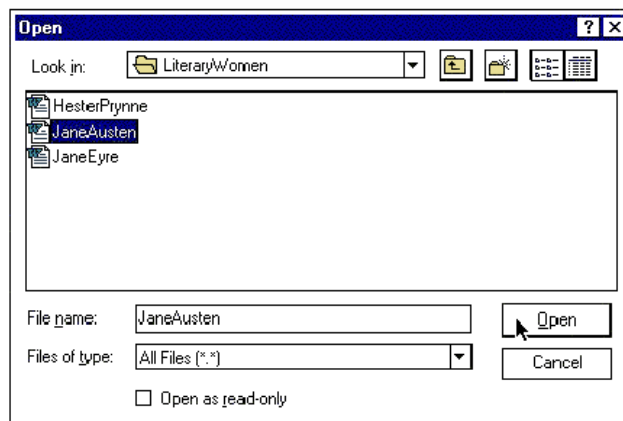 Open
Look in: LiteraryWomen
HesterPrynne
JaneAusten
JaneEyre
File name: JaneAusten Open
Files of type: All Files (*.*) Cancel
Open as read-only